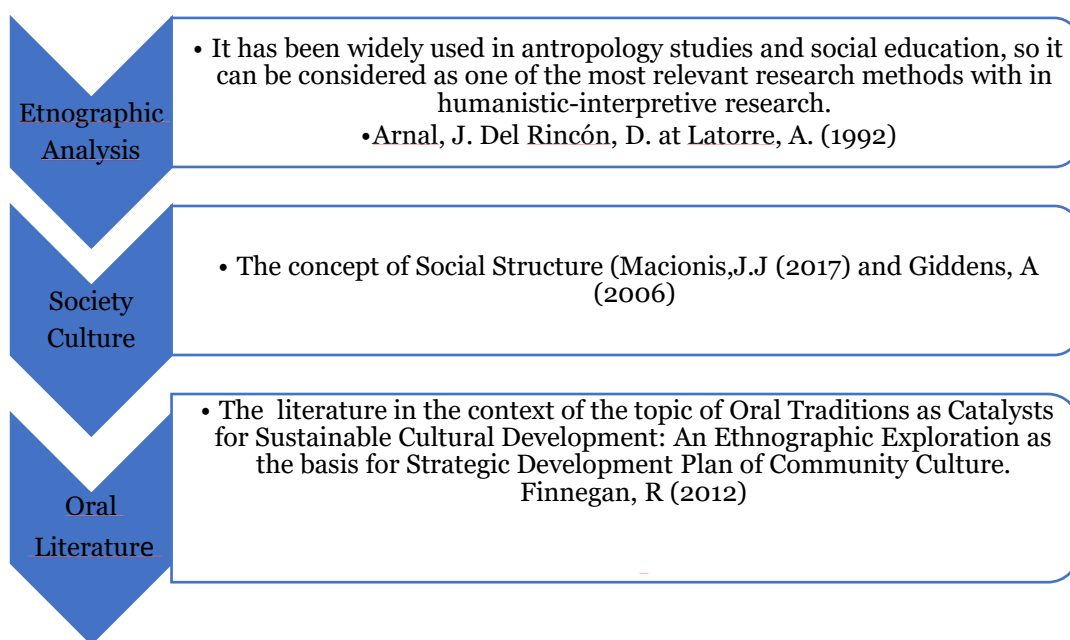 Etnographic
Analysis
• It has been widely used in antropology studies and social education, so it
can be considered as one of the most relevant research methods with in
humanistic-interpretive research.
•Arnal, J. Del Rincón, D. at Latorre, A. (1992)
Society
Culture
• The concept of Social Structure (Macionis,J.J (2017) and Giddens, A
(2006)
Oral
Literature
• The literature in the context of the topic of Oral Traditions as Catalysts
for Sustainable Cultural Development: An Ethnographic Exploration as
the basis for Strategic Development Plan of Community Culture.
Finnegan, R (2012)